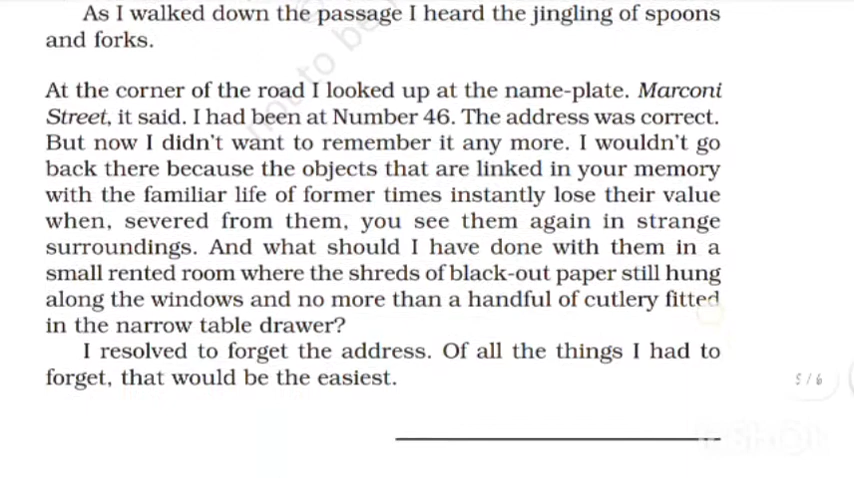 As I walked down the passage I heard the jingling of spoons
and forks.
At the corner of the road I looked up at the name-plate. Marconi
Street, it said. I had been at Number 46. The address was correct.
But now I didn't want to remember it any more. I wouldn't go
back there because the objects that are linked in your memory
with the familiar life of former times instantly lose their value
when, severed from them, you see them again in strange
surroundings. And what should I have done with them in a
small rented room where the shreds of black-out paper still hung
along the windows and no more than a handful of cutlery fitted
in the narrow table drawer?
I resolved to forget the address. Of all the things I had to
forget, that would be the easiest.
5/6
not to be